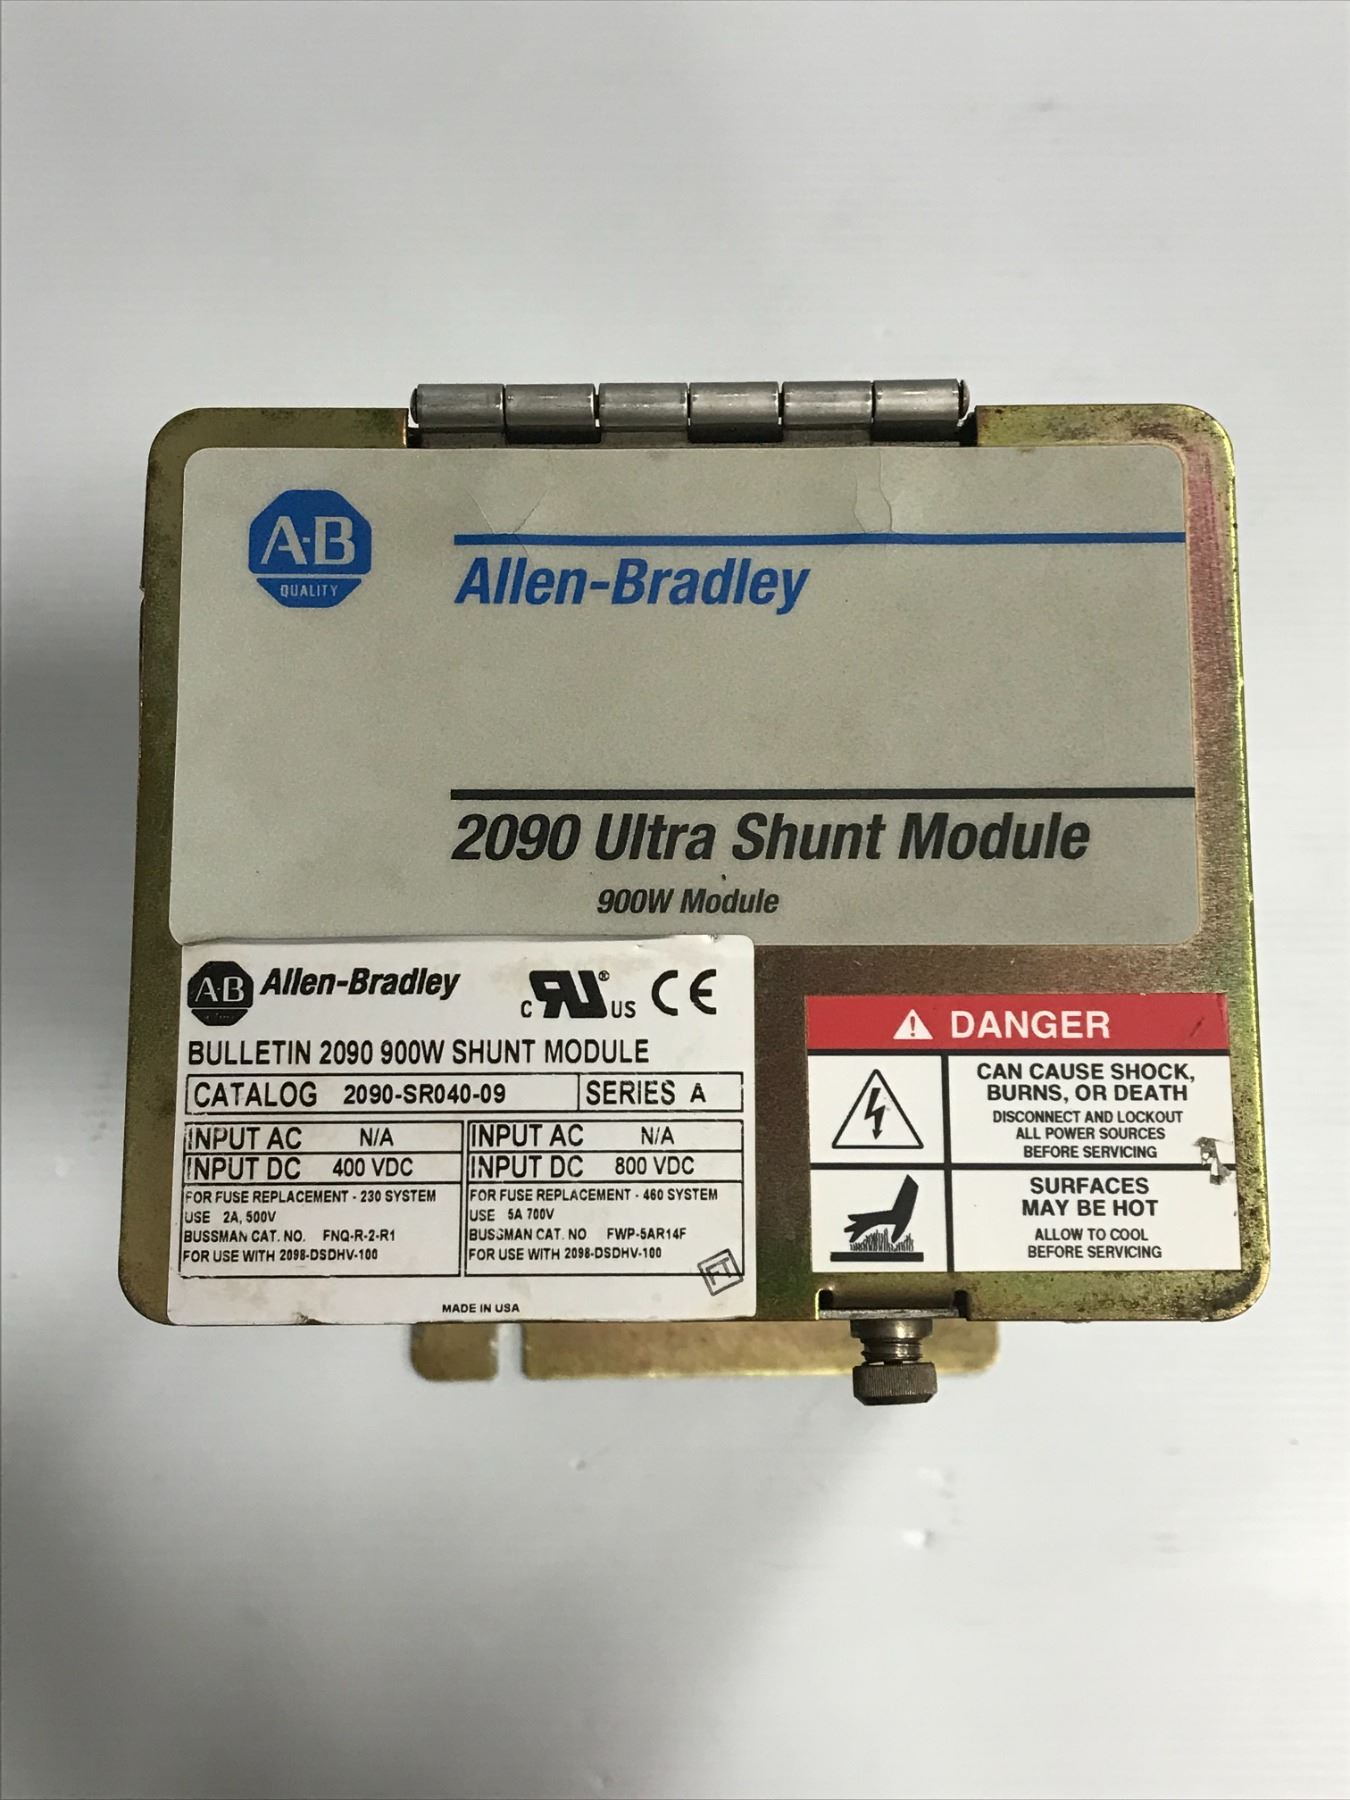 A-B
QUALITY
Allen-Bradley
2090 Ultra Shunt Module
900W Module
AB Allen-Bradley
C RU ® US CE
BULLETIN 2090 900W SHUNT MODULE
CATALOG 2090-SR040-09 SERIES A
INPUT AC N/A
INPUT DC 400 VDC
FOR FUSE REPLACEMENT - 230 SYSTEM
USE 2A, 500V
BUSSMAN CAT. NO. FNQ-R-2-R1
FOR USE WITH 2098-DSDHV-100
INPUT AC N/A
INPUT DC 800 VDC
FOR FUSE REPLACEMENT - 460 SYSTEM
USE 5A 700V
BUSSMAN CAT. NO FWP-5AR14F
FOR USE WITH 2098-DSDHV-100
FT
MADE IN USA
DANGER
CAN CAUSE SHOCK,
BURNS, OR DEATH
DISCONNECT AND LOCKOUT
ALL POWER SOURCES
BEFORE SERVICING
SURFACES
MAY BE HOT
ALLOW TO COOL
BEFORE SERVICING